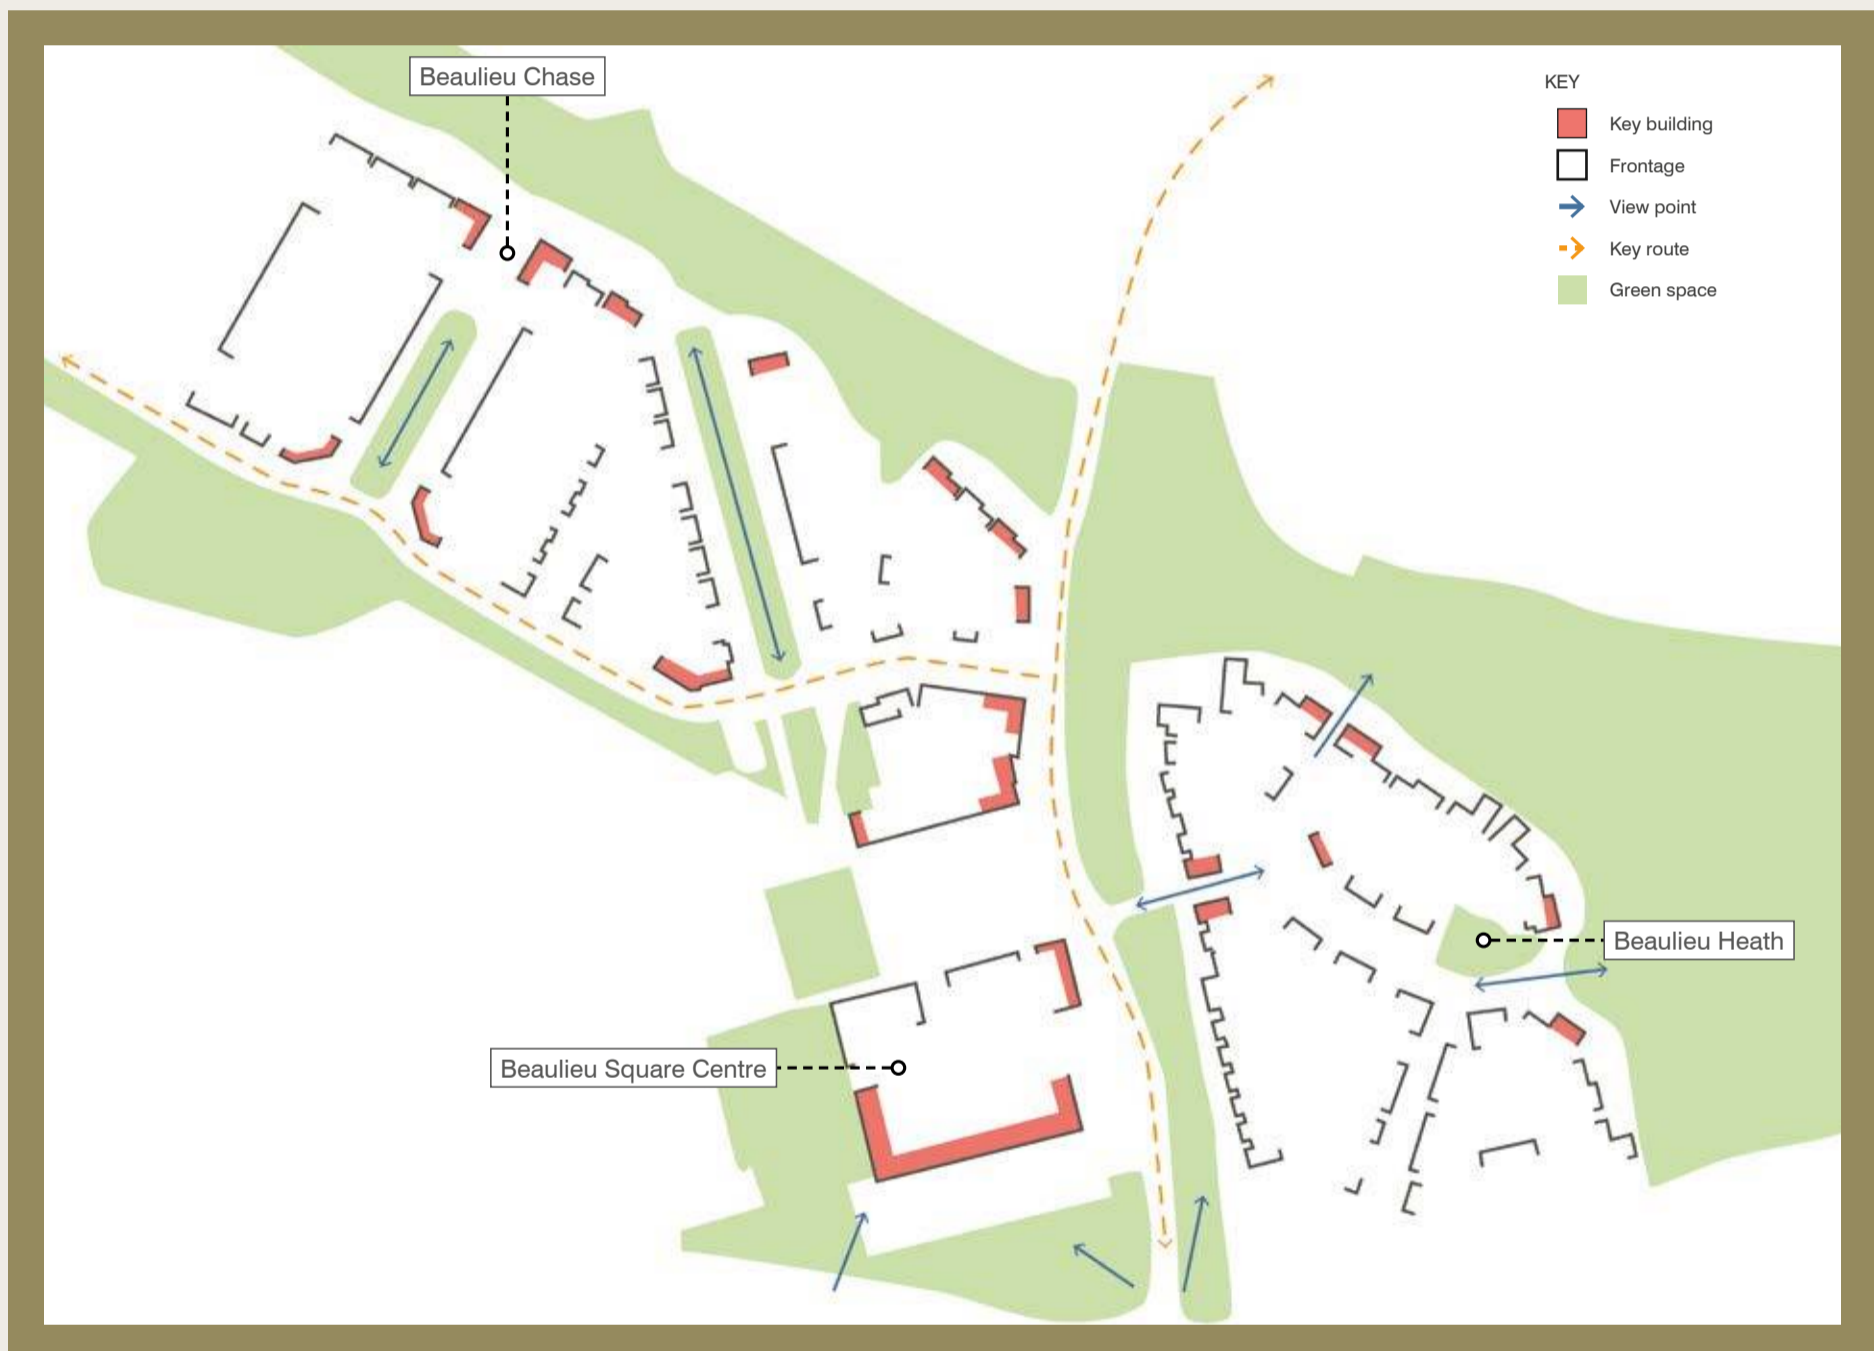 Beaulieu Chase
KEY
Key building
Frontage
View point
Key route
Green space
Beaulieu Heath
Beaulieu Square Centre